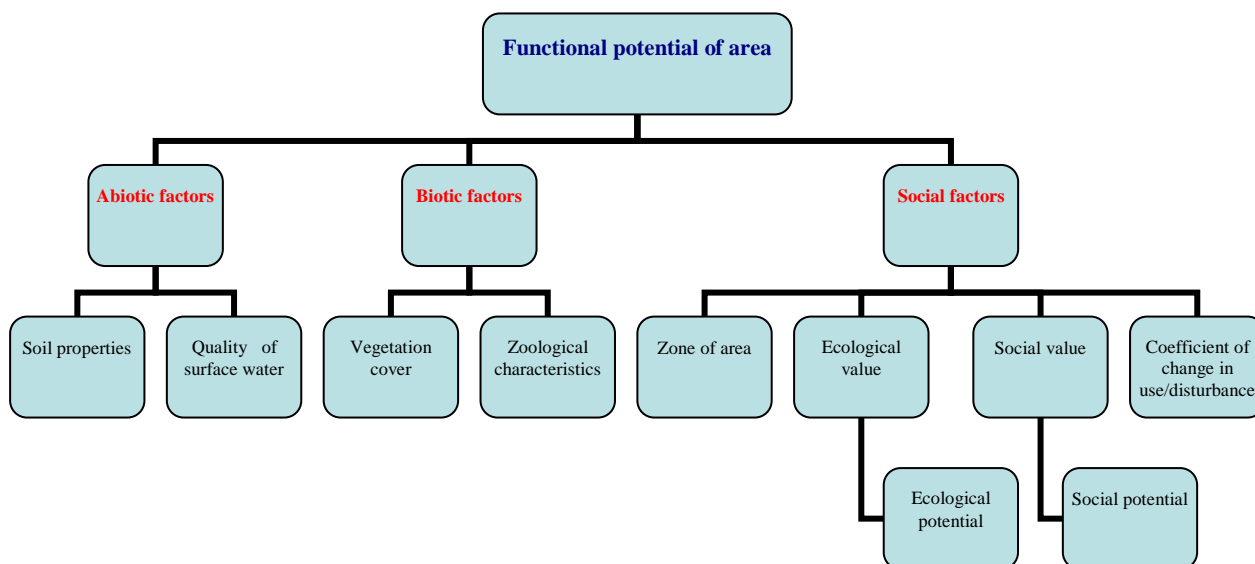 Functional potential of area
Abiotic factors
Biotic factors
Social factors
Soil properties
Quality of
surface water
Vegetation
cover
Zoological
characteristics
Zone of area
Ecological
value
Social value
Coefficient of
change in
use/disturbance
Ecological
potential
Social potential